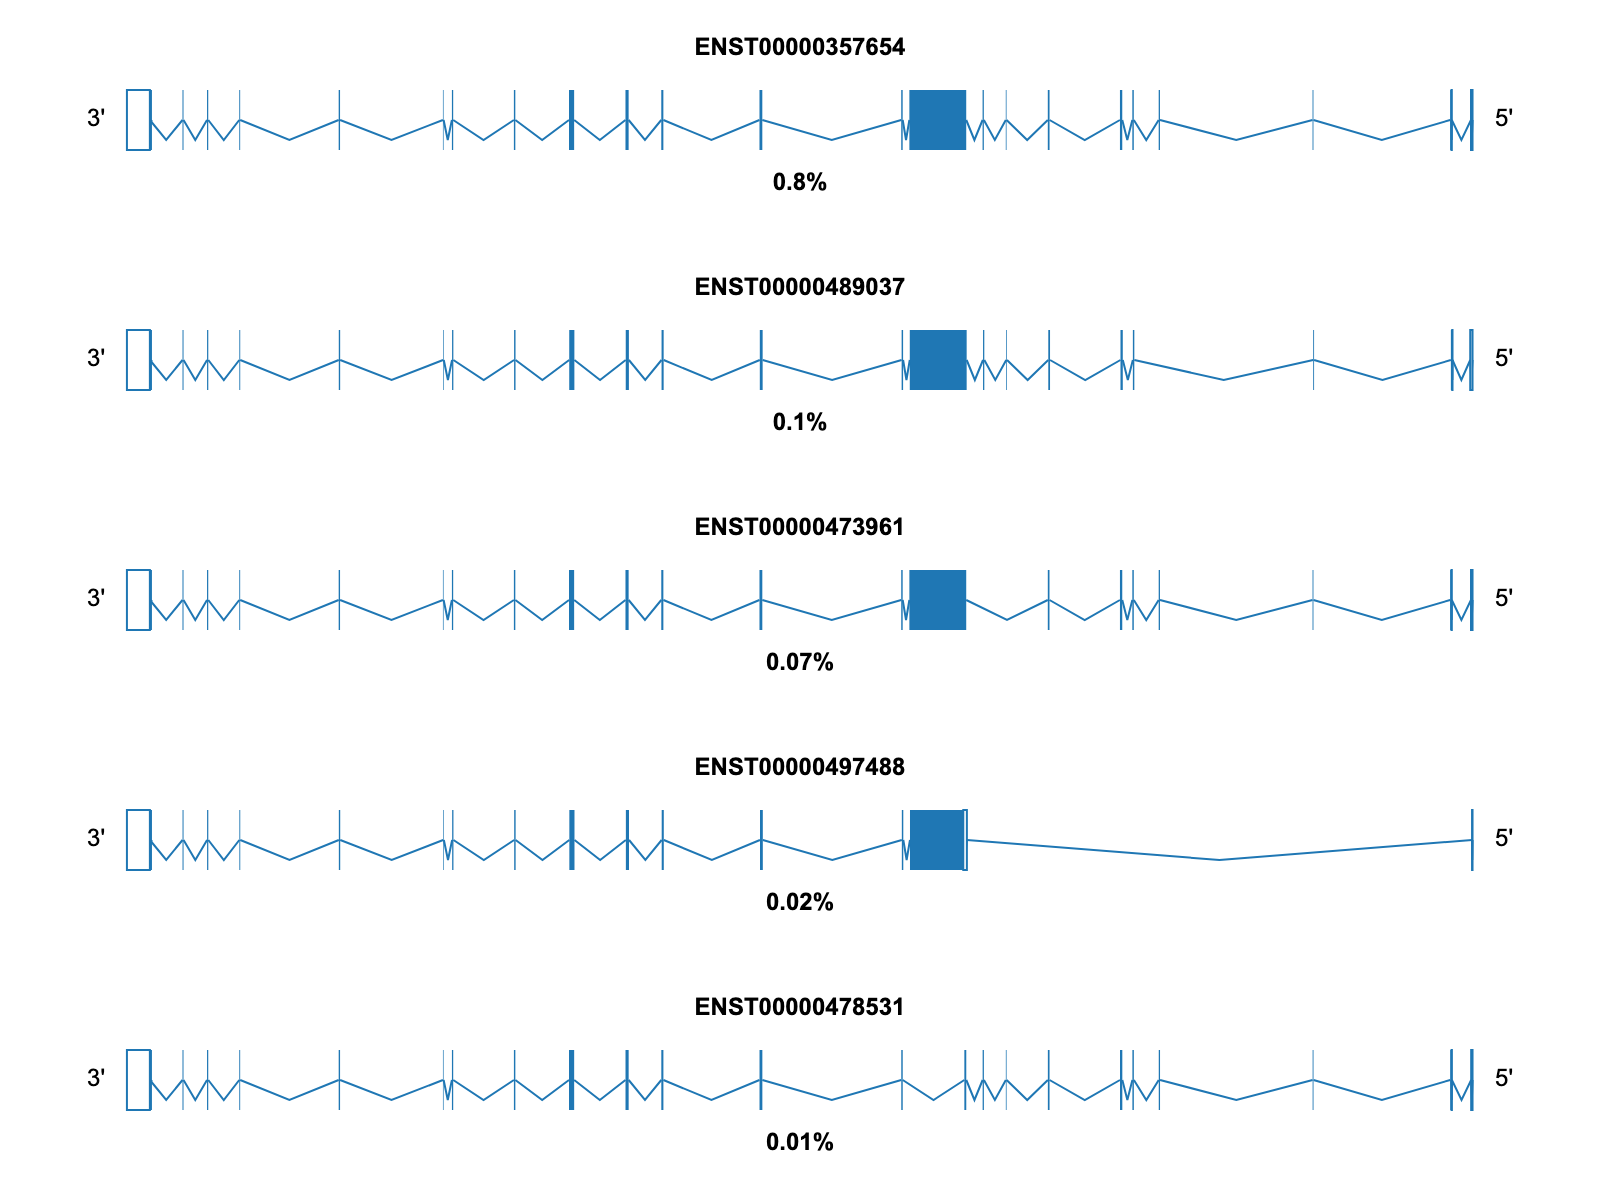 ENST00000357654
3' 5'
0.8%
ENST00000489037
3' 5'
0.1%
ENST00000473961
3' 5'
0.07%
ENST00000497488
3' 5'
0.02%
ENST00000478531
3' 5'
0.01%